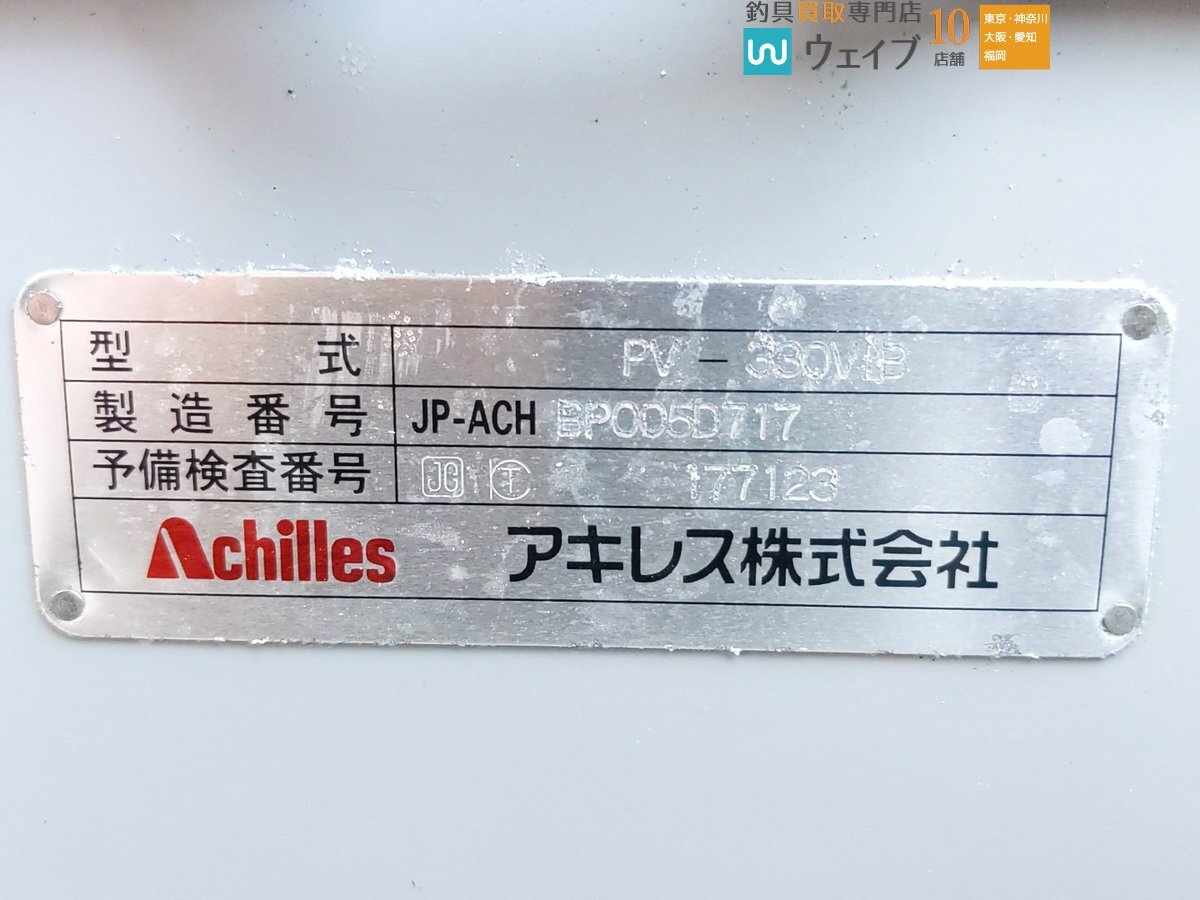 釣具買取専門店
ウェイブ
10
店舗
東京・神奈川
大阪・愛知
福岡
型式 PV-330VIB
製造番号 JP-ACH BP005D717
予備検査番号 JG 177123
Achilles アキレス株式会社